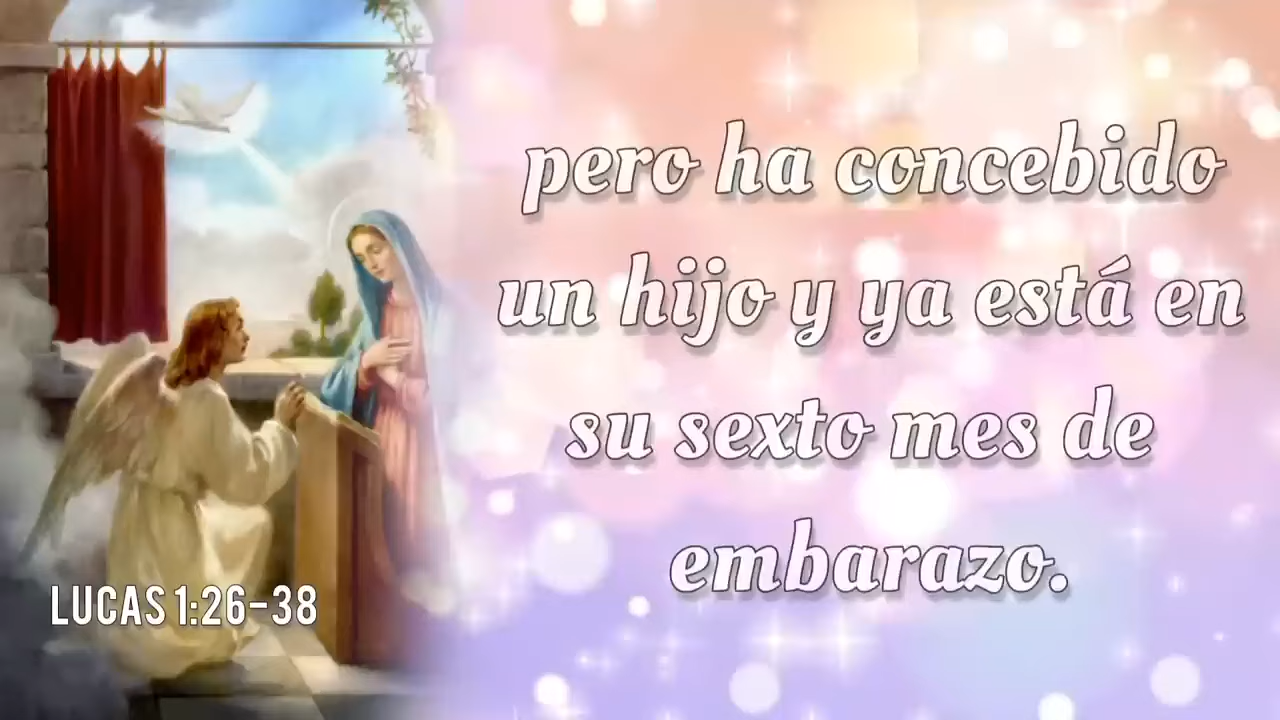 pero ha concebido
un hijo y ya está en
su sexto mes de
embarazo.
LUCAS 1:26-38